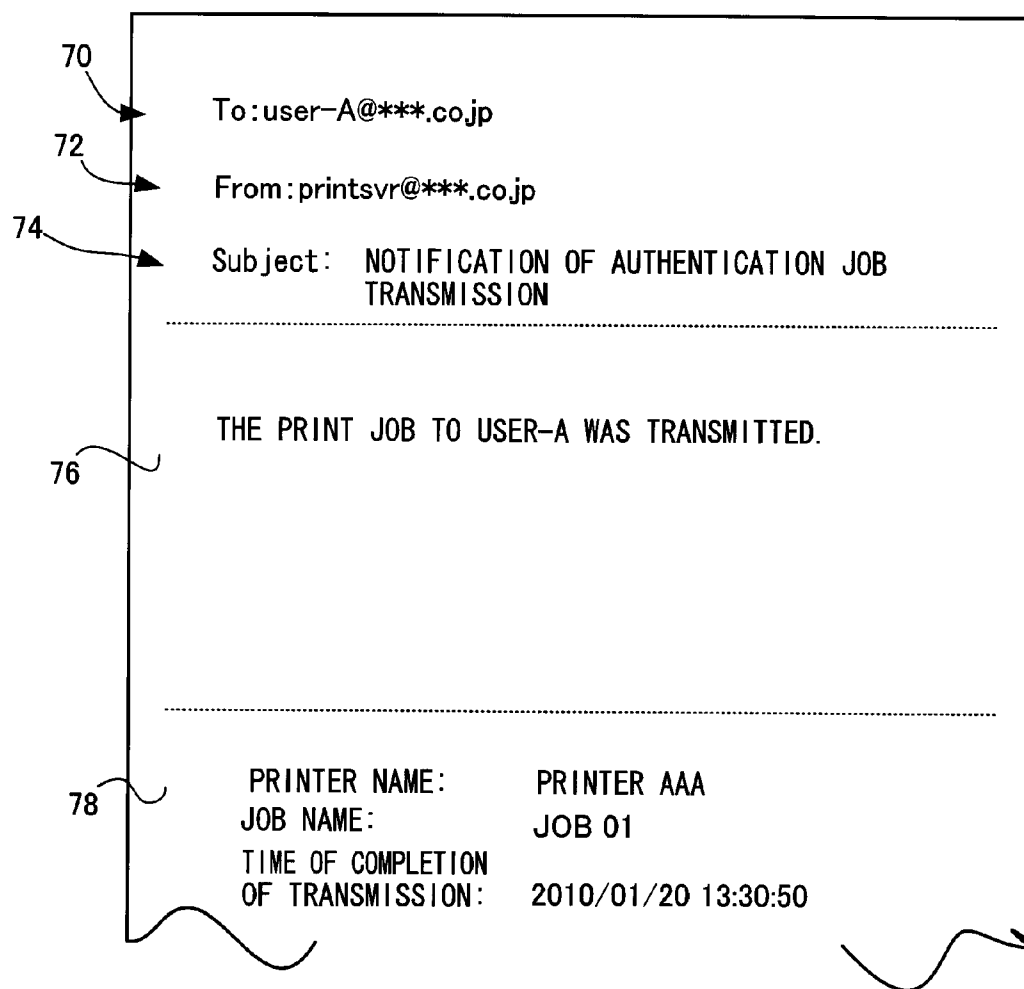 70
To:user-A@***.co.jp
72
From:printsvr@***.co.jp
74
Subject: NOTIFICATION OF AUTHENTICATION JOB
TRANSMISSION
THE PRINT JOB TO USER-A WAS TRANSMITTED.
76
78
PRINTER NAME: PRINTER AAA
JOB NAME: JOB 01
TIME OF COMPLETION
OF TRANSMISSION: 2010/01/20 13:30:50